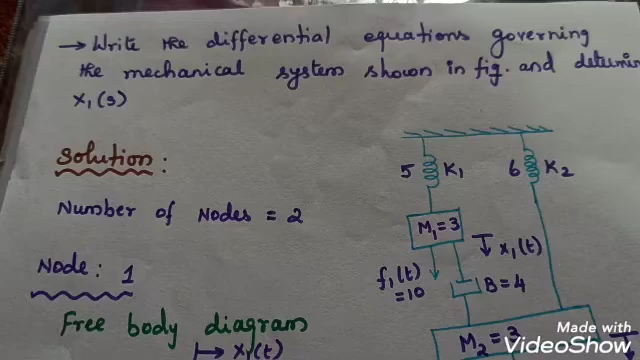 → Write the differential equations governing
the mechanical system shown in fig. and determin
X₁(s)
Solution:
Number of Nodes = 2
Node: 1
Free body diagram
↦ x₁(t)
5 K₁
6 K₂
M₁=3
x₁(t)
f₁(t)
=10
B=4
M₂=3
Made with
VideoShow